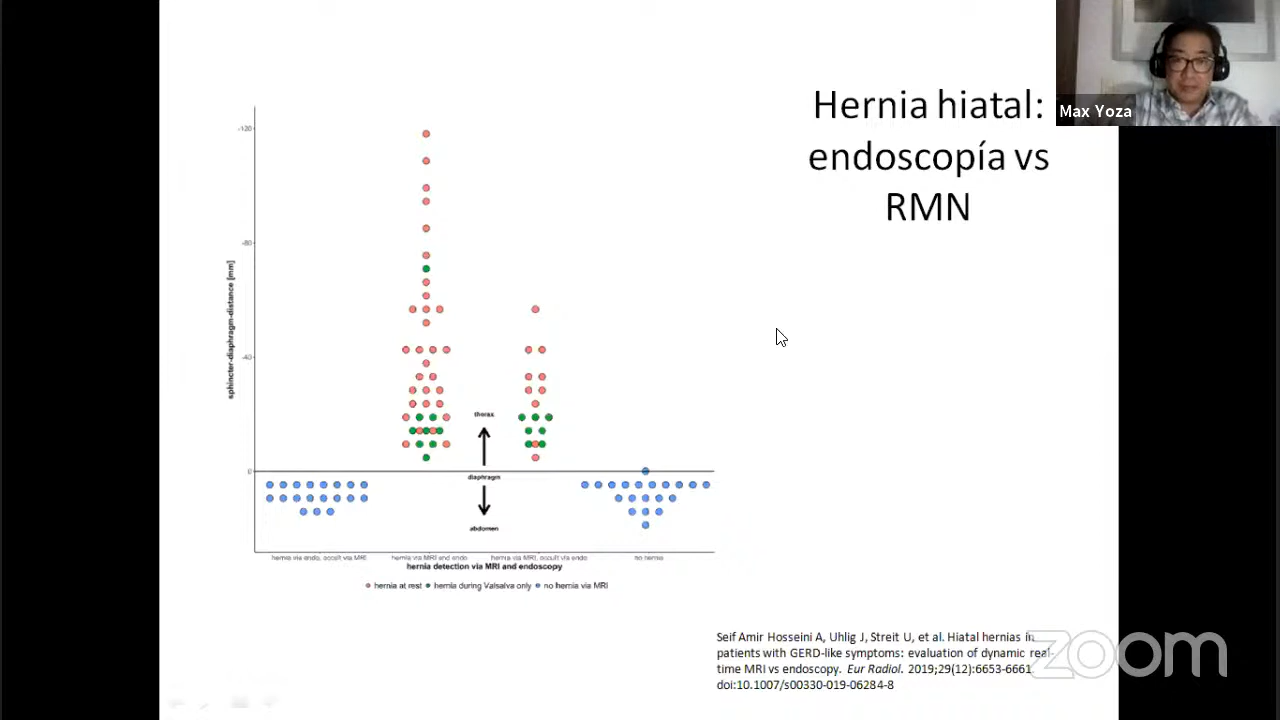 Hernia hiatal:
endoscopía vs
RMN
Max Yoza
-120
-80
-40
0
sphincter-diaphragm-distance [mm]
thorax
diaphragm
abdomen
hernia via endo, occult via MRI
hernia via MRI and endo
hernia via MRI, occult via endo
no hernia
hernia detection via MRI and endoscopy
hernia at rest
hernia during Valsalva only
no hernia via MRI
Seif Amir Hosseini A, Uhlig J, Streit U, et al. Hiatal hernias in
patients with GERD-like symptoms: evaluation of dynamic real-
time MRI vs endoscopy. Eur Radiol. 2019;29(12):6653-6661.
doi:10.1007/s00330-019-06284-8
zoom